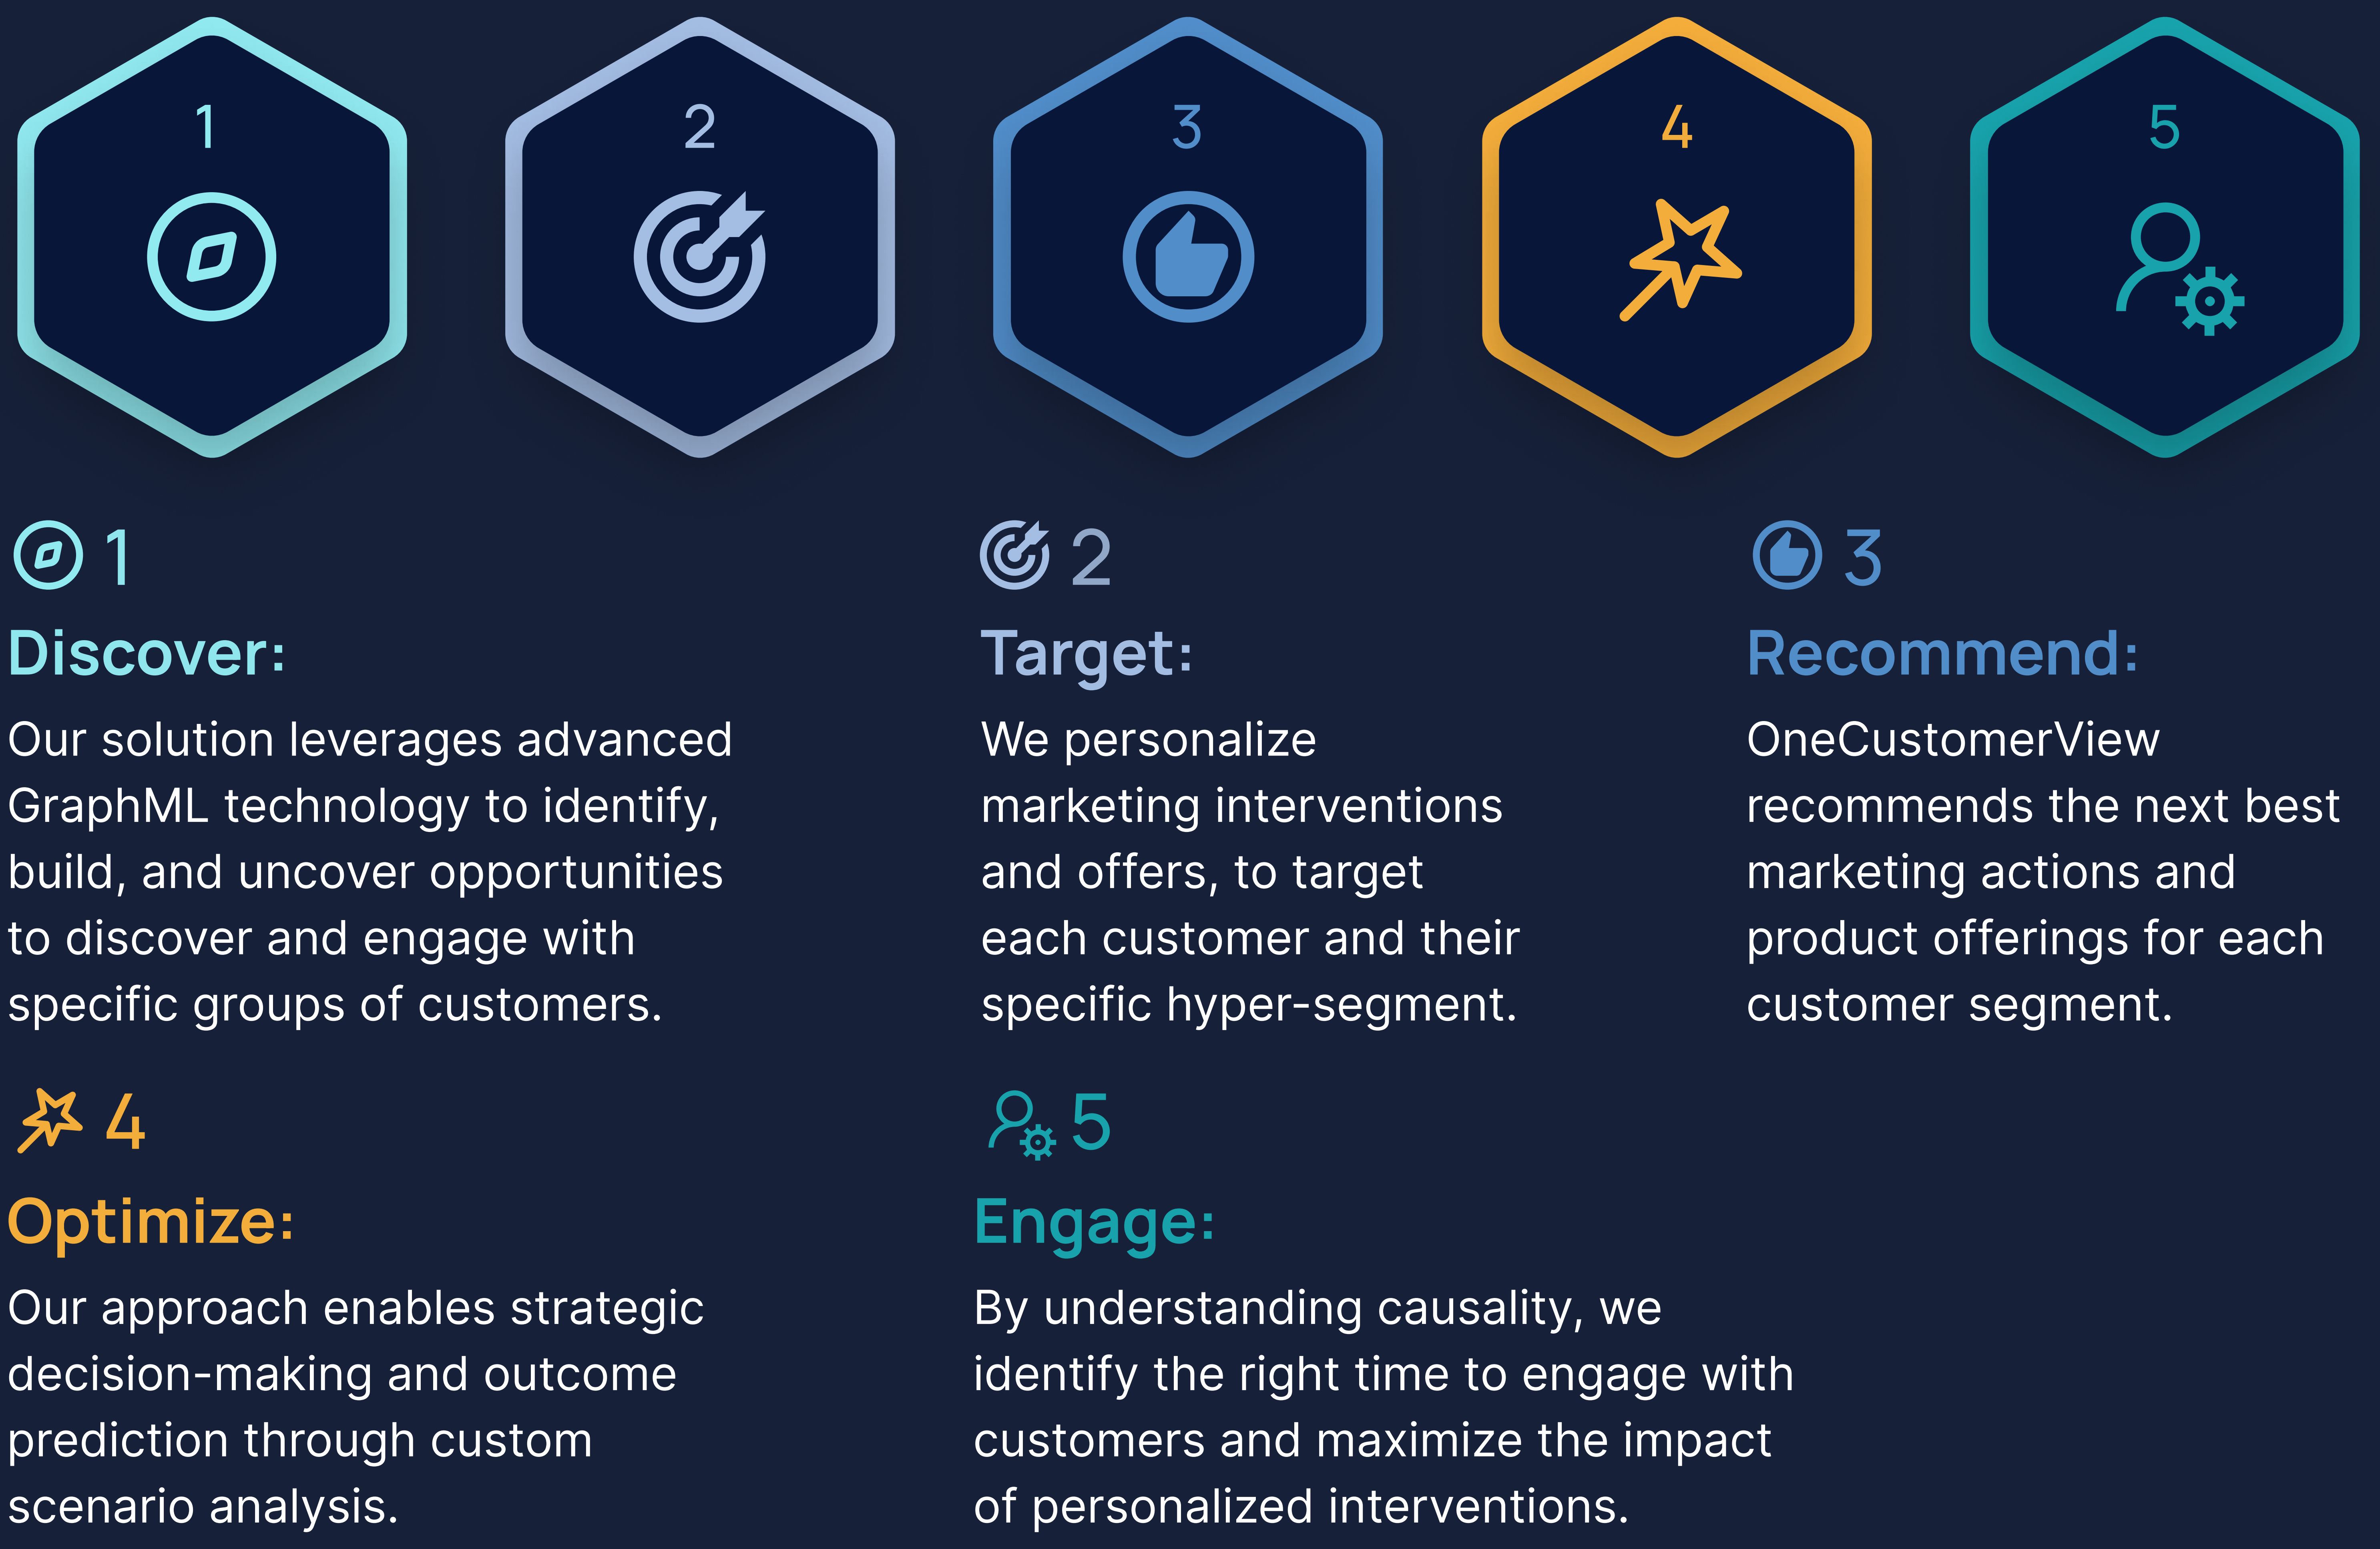 1
2
3
4
5
1
Discover:
Our solution leverages advanced
GraphML technology to identify,
build, and uncover opportunities
to discover and engage with
specific groups of customers.
2
Target:
We personalize
marketing interventions
and offers, to target
each customer and their
specific hyper-segment.
3
Recommend:
OneCustomerView
recommends the next best
marketing actions and
product offerings for each
customer segment.
4
Optimize:
Our approach enables strategic
decision-making and outcome
prediction through custom
scenario analysis.
5
Engage:
By understanding causality, we
identify the right time to engage with
customers and maximize the impact
of personalized interventions.